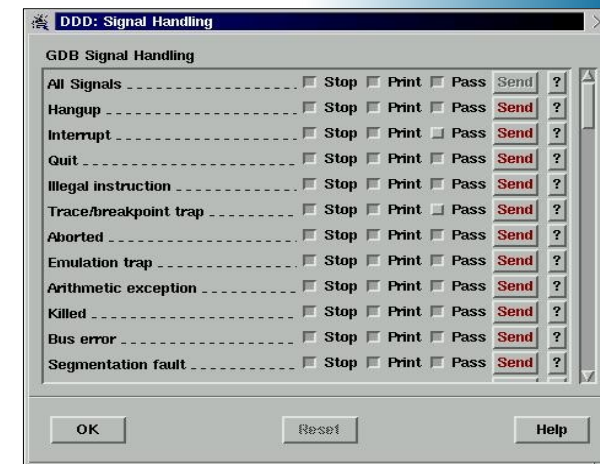 DDD: Signal Handling
GDB Signal Handling
All Signals Stop Print Pass Send ?
Hangup Stop Print Pass Send ?
Interrupt Stop Print Pass Send ?
Quit Stop Print Pass Send ?
Illegal instruction Stop Print Pass Send ?
Trace/breakpoint trap Stop Print Pass Send ?
Aborted Stop Print Pass Send ?
Emulation trap Stop Print Pass Send ?
Arithmetic exception Stop Print Pass Send ?
Killed Stop Print Pass Send ?
Bus error Stop Print Pass Send ?
Segmentation fault Stop Print Pass Send ?
OK Reset Help